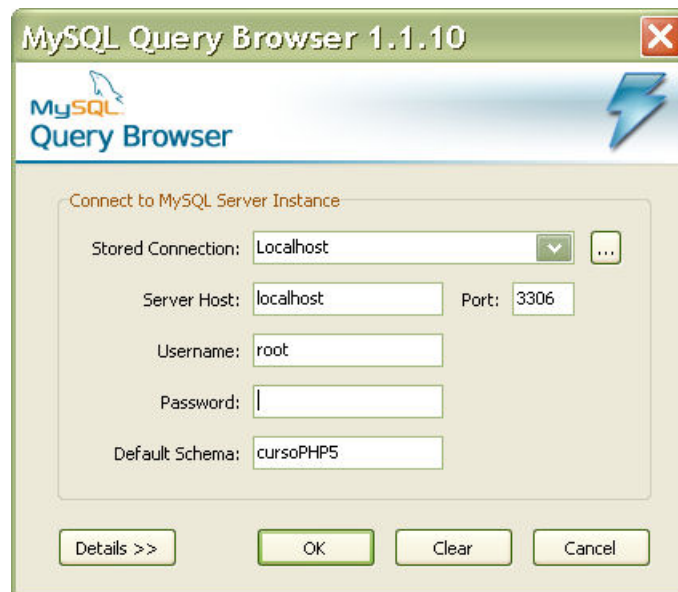 MySQL Query Browser 1.1.10
MySQL
Query Browser
Connect to MySQL Server Instance
Stored Connection: Localhost ...
Server Host: localhost Port: 3306
Username: root
Password:
Default Schema: cursoPHP5
Details >> OK Clear Cancel